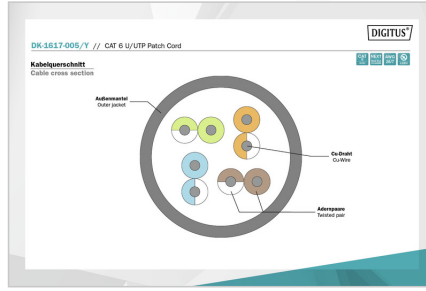 DIGITUS®
DK-1617-005/Y // CAT 6 U/UTP Patch Cord
Kabelquerschnitt
Cable cross section
Außenmantel
Outer jacket
Cu-Draht
Cu-Wire
Adernpaare
Twisted pair